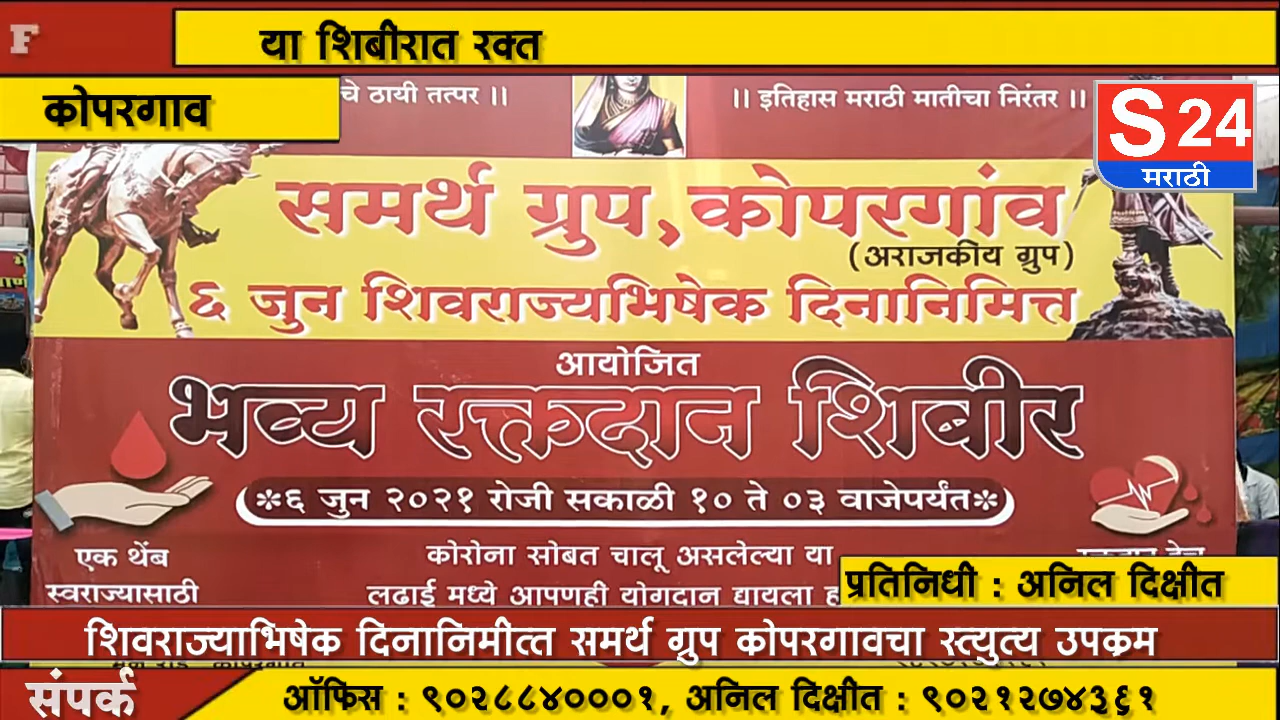 F
या शिबीरात रक्त
कोपरगाव
चे ठायी तत्पर ।।
।। इतिहास मराठी मातीचा निरंतर ।।
S 24
मराठी
समर्थ ग्रुप, कोपरगांव
(अराजकीय ग्रुप)
६ जुन शिवराज्यभिषेक दिनानिमित्त
आयोजित
भव्य रक्तदान शिबीर
*६ जुन २०२१ रोजी सकाळी १० ते ०३ वाजेपर्यंत*
एक थेंब
स्वराज्यासाठी
कोरोना सोबत चालू असलेल्या या
लढाई मध्ये आपणही योगदान द्यायला
प्रतिनिधी : अनिल दिक्षीत
शिवराज्याभिषेक दिनानिमीत्त समर्थ ग्रुप कोपरगावचा स्त्युत्य उपक्रम
संपर्क
ऑफिस : ९०२८८४०००१, अनिल दिक्षीत : ९०२१२७४३६१